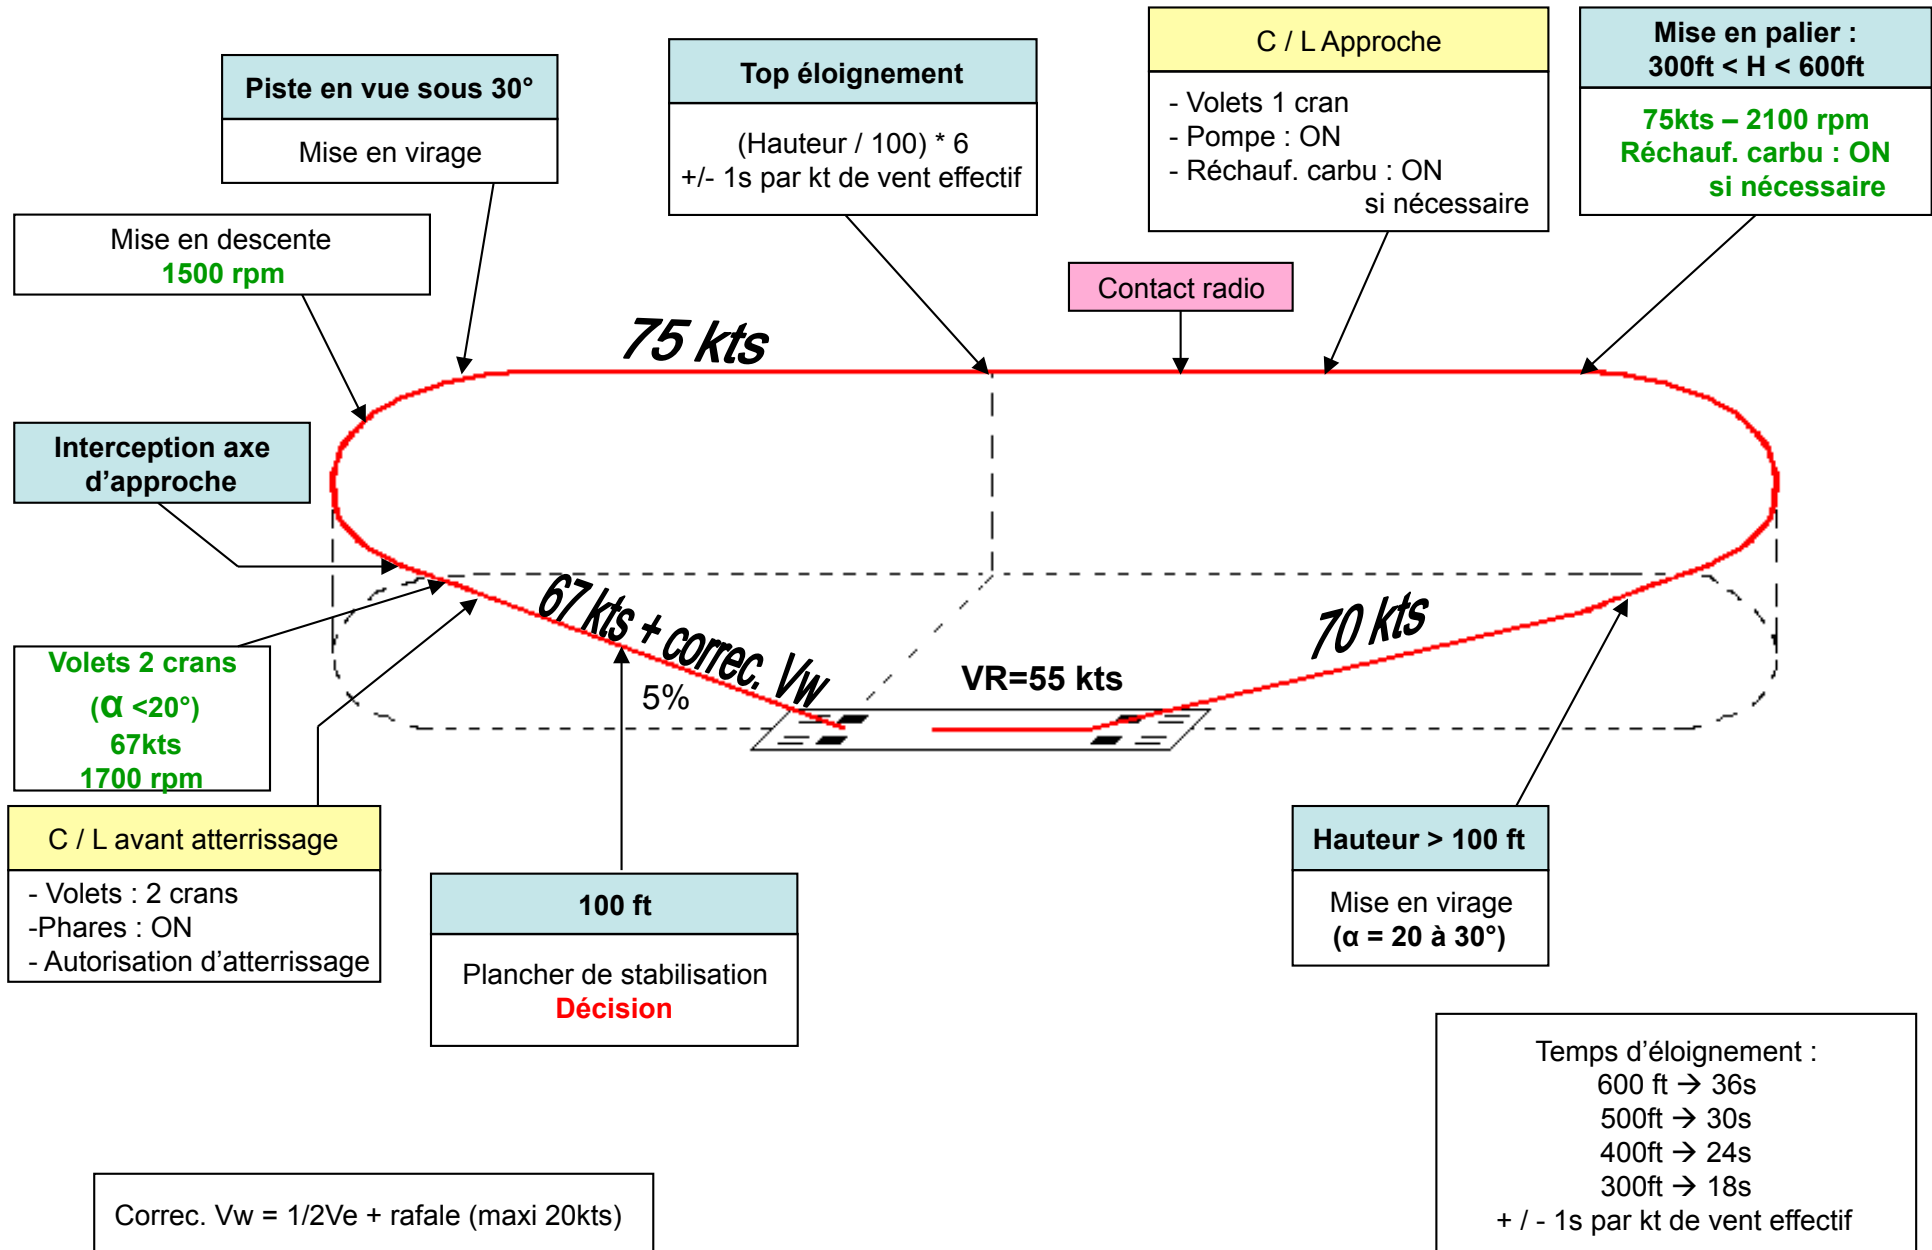 Piste en vue sous 30°
Mise en virage
Top éloignement
(Hauteur / 100) * 6
+/- 1s par kt de vent effectif
C / L Approche
- Volets 1 cran
- Pompe : ON
- Réchauf. carbu : ON
si nécessaire
Mise en palier :
300ft < H < 600ft
75kts – 2100 rpm
Réchauf. carbu : ON
si nécessaire
Mise en descente
1500 rpm
Contact radio
75 kts
Interception axe
d’approche
67 kts + correc. Vw
5%
70 kts
VR=55 kts
Volets 2 crans
(α <20°)
67kts
1700 rpm
C / L avant atterrissage
- Volets : 2 crans
-Phares : ON
- Autorisation d’atterrissage
100 ft
Plancher de stabilisation
Décision
Hauteur > 100 ft
Mise en virage
(α = 20 à 30°)
Temps d’éloignement :
600 ft → 36s
500ft → 30s
400ft → 24s
300ft → 18s
+ / - 1s par kt de vent effectif
Correc. Vw = 1/2Ve + rafale (maxi 20kts)